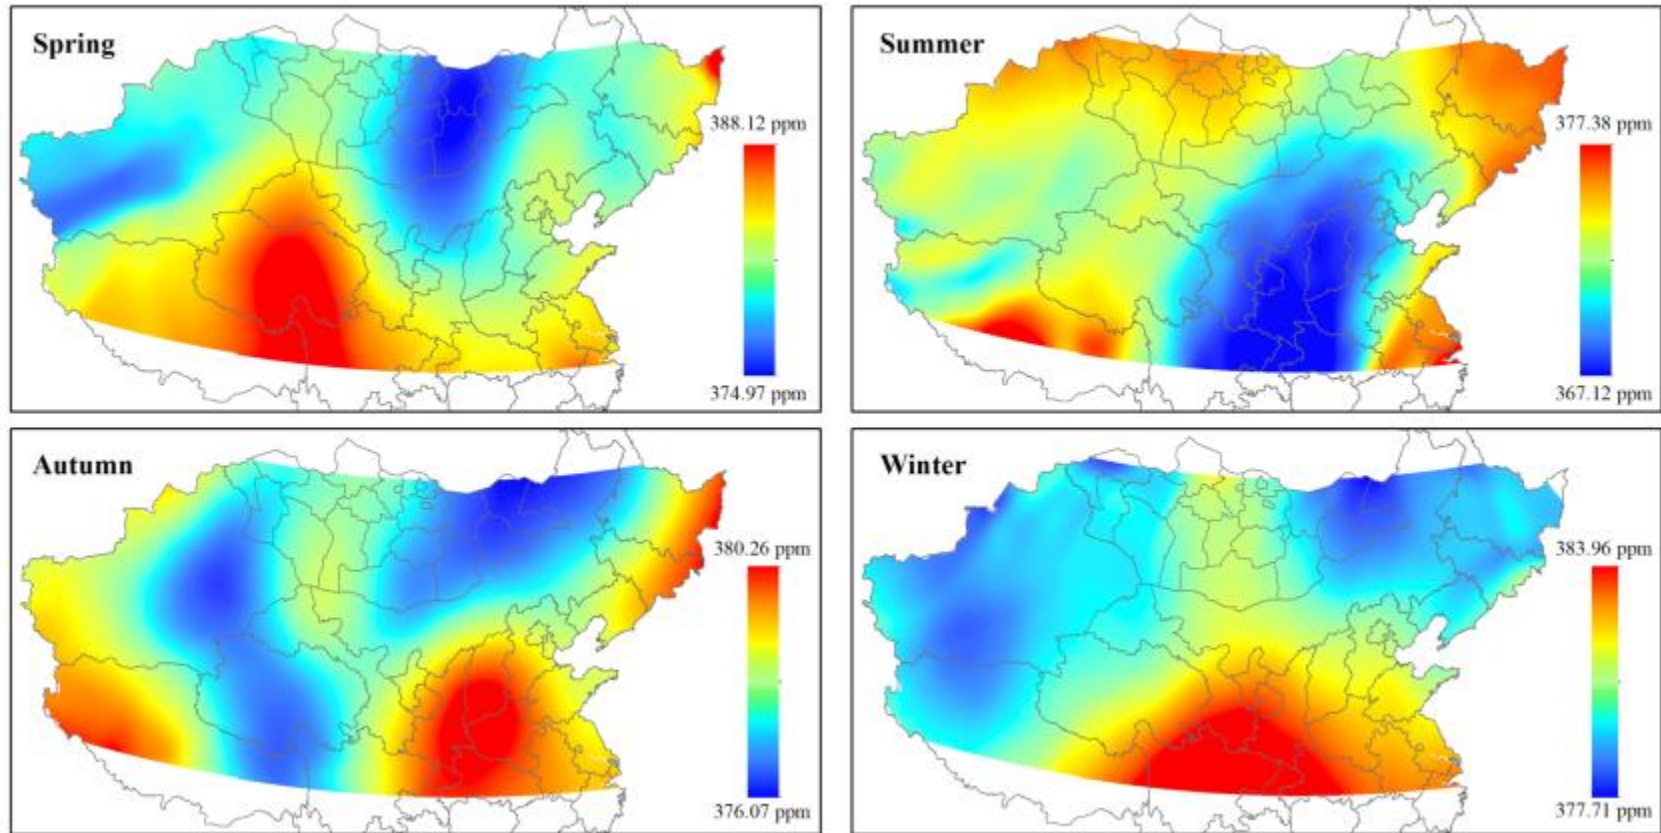 Spring
388.12 ppm
374.97 ppm
Summer
377.38 ppm
367.12 ppm
Autumn
380.26 ppm
376.07 ppm
Winter
383.96 ppm
377.71 ppm